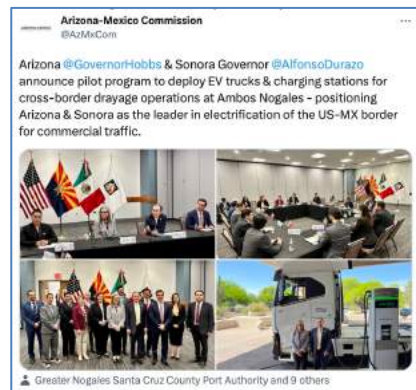 Arizona-Mexico Commission
@AzMxCom
Arizona @GovernorHobbs & Sonora Governor @AlfonsoDurazo
announce pilot program to deploy EV trucks & charging stations for
cross-border drayage operations at Ambos Nogales - positioning
Arizona & Sonora as the leader in electrification of the US-MX border
for commercial traffic.
Greater Nogales Santa Cruz County Port Authority and 9 others